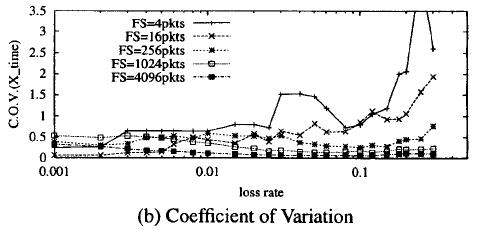 3.5
3
2.5
2
1.5
1
0.5
0
C.O.V.(X_time)
FS=4pkts
FS=16pkts
FS=256pkts
FS=1024pkts
FS=4096pkts
0.001
0.01
0.1
loss rate
(b) Coefficient of Variation